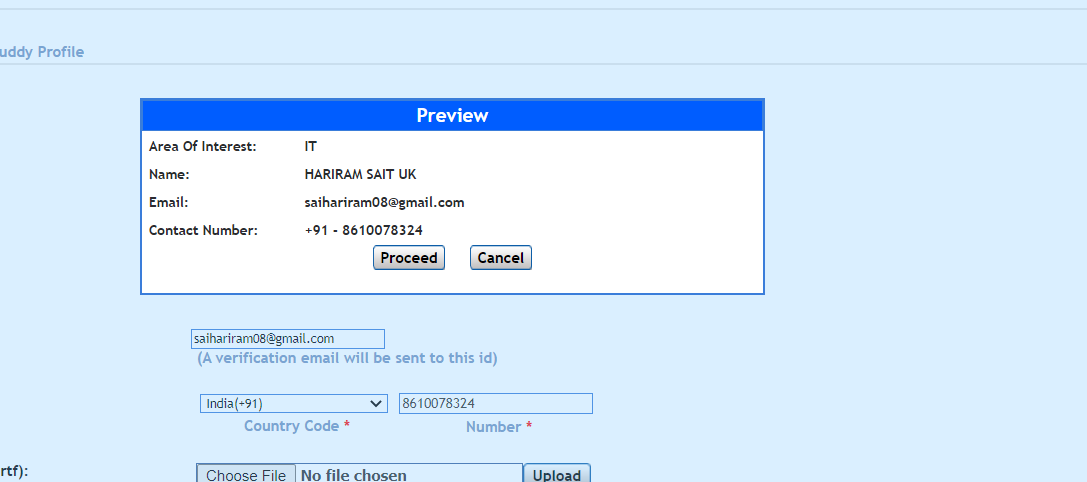 uddy Profile
Preview
Area Of Interest: IT
Name: HARIRAM SAIT UK
Email: saihariram08@gmail.com
Contact Number: +91 - 8610078324
Proceed Cancel
saihariram08@gmail.com
(A verification email will be sent to this id)
India(+91) 8610078324
Country Code * Number *
rtf): Choose File No file chosen Upload